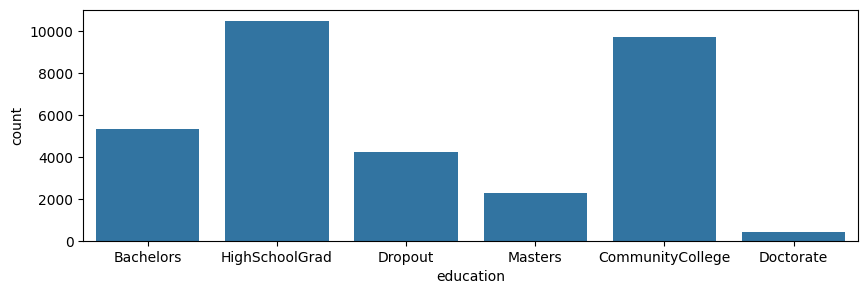 10000
8000
6000
4000
2000
0
count
Bachelors HighSchoolGrad Dropout Masters CommunityCollege Doctorate
education